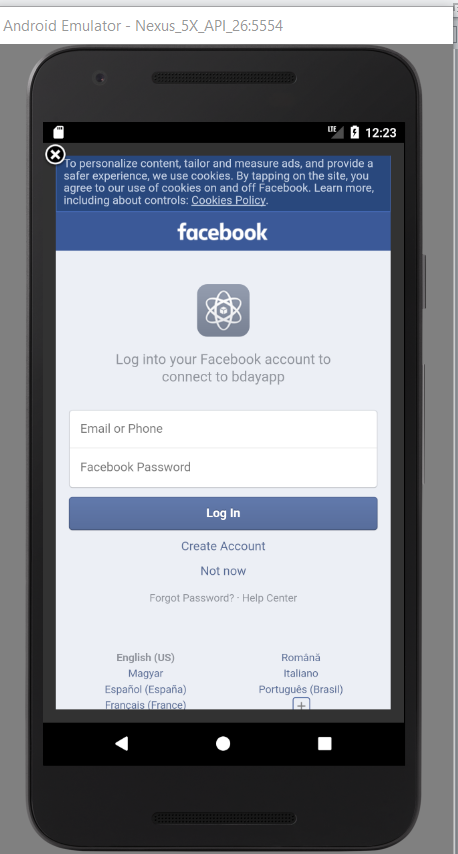 Android Emulator - Nexus_5X_API_26:5554
LTE 12:23
To personalize content, tailor and measure ads, and provide a
safer experience, we use cookies. By tapping on the site, you
agree to our use of cookies on and off Facebook. Learn more,
including about controls: Cookies Policy.
facebook
Log into your Facebook account to
connect to bdayapp
Email or Phone
Facebook Password
Log In
Create Account
Not now
Forgot Password? · Help Center
English (US) Română
Magyar Italiano
Español (España) Português (Brasil)
Français (France)